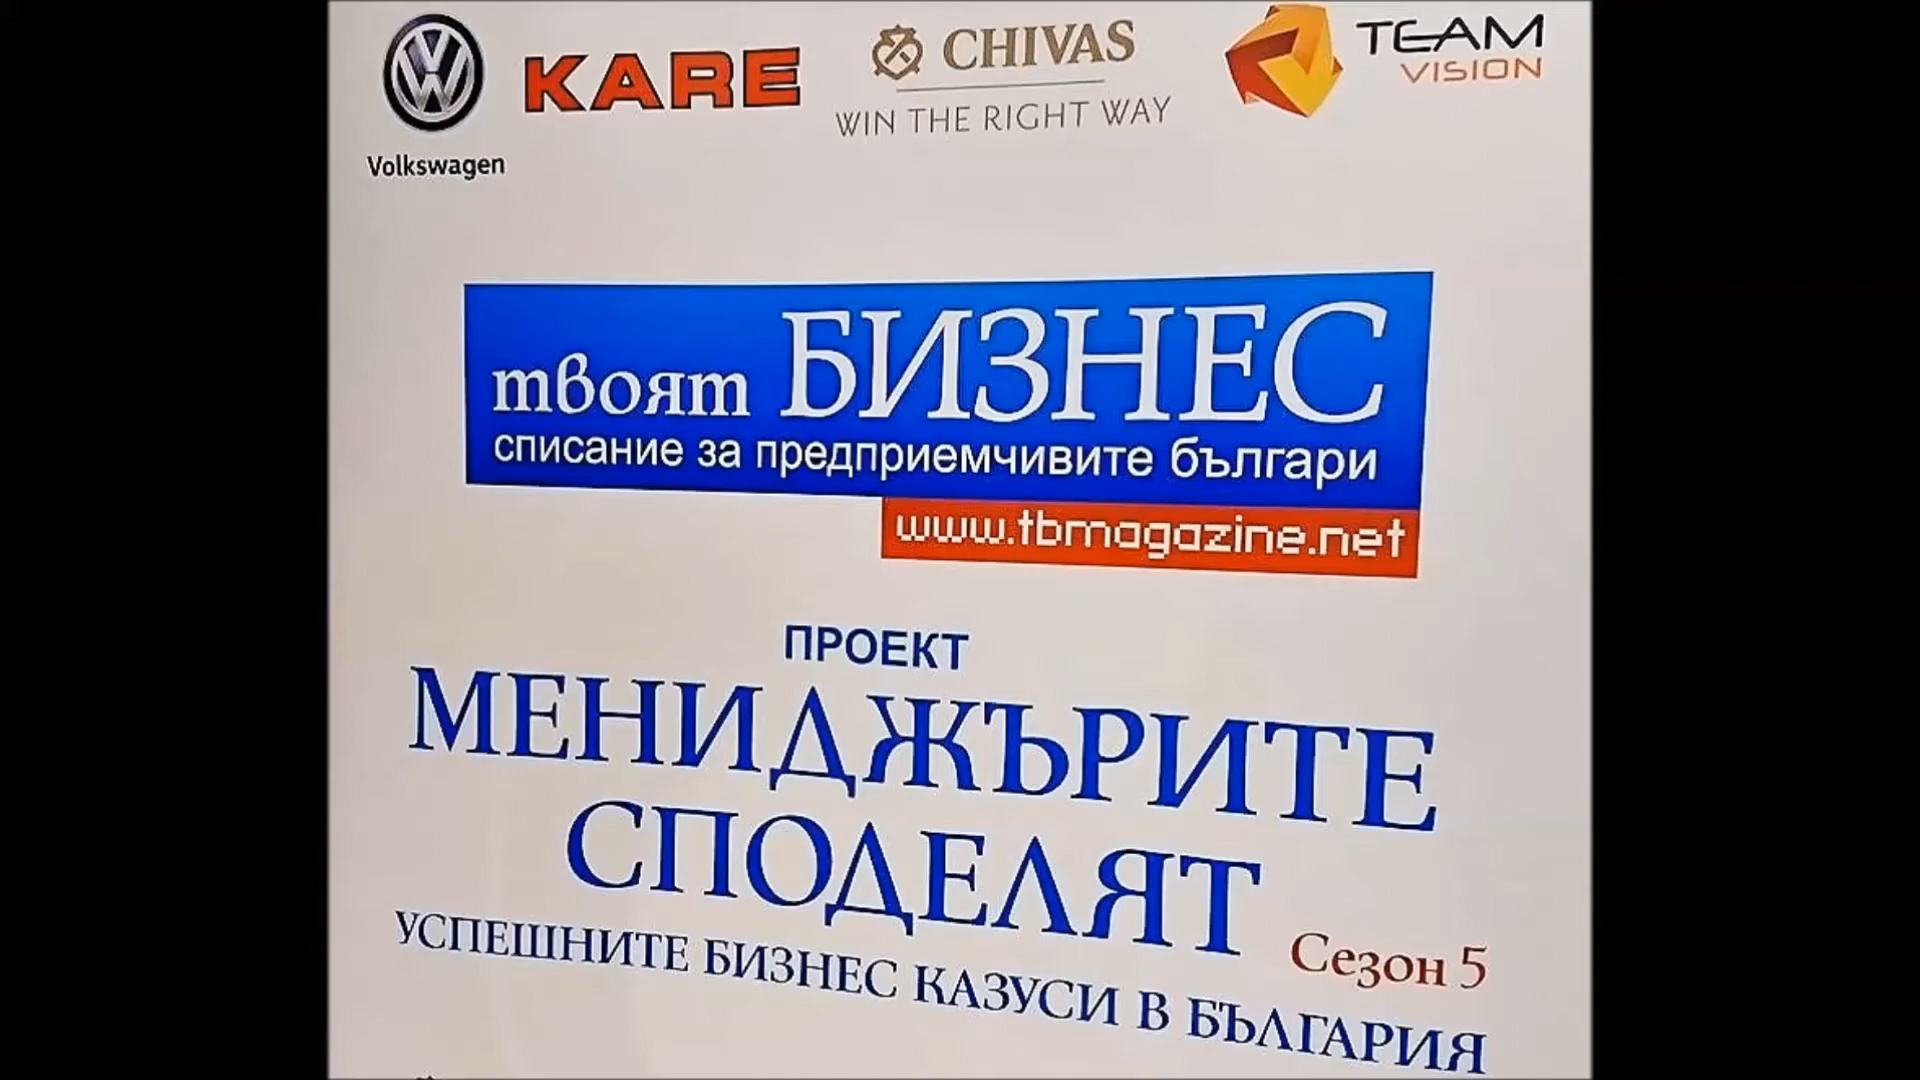 Volkswagen
KARE
CHIVAS
WIN THE RIGHT WAY
TEAM
VISION
твоят БИЗНЕС
списание за предприемчивите българи
www.tbmagazine.net
ПРОЕКТ
МЕНИДЖЪРИТЕ
СПОДЕЛЯТ
Сезон 5
УСПЕШНИТЕ БИЗНЕС КАЗУСИ В БЪЛГАРИЯ